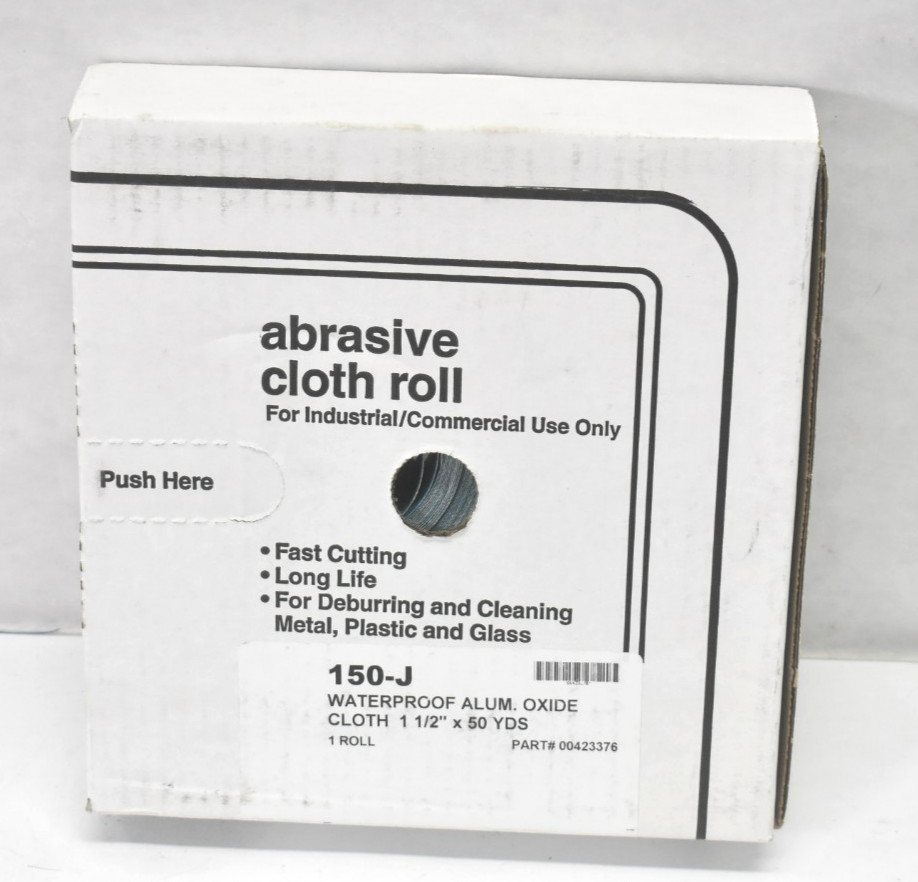 abrasive
cloth roll
For Industrial/Commercial Use Only
Push Here
• Fast Cutting
• Long Life
• For Deburring and Cleaning
Metal, Plastic and Glass
150-J
WATERPROOF ALUM. OXIDE
CLOTH 1 1/2" x 50 YDS
1 ROLL PART# 00423376